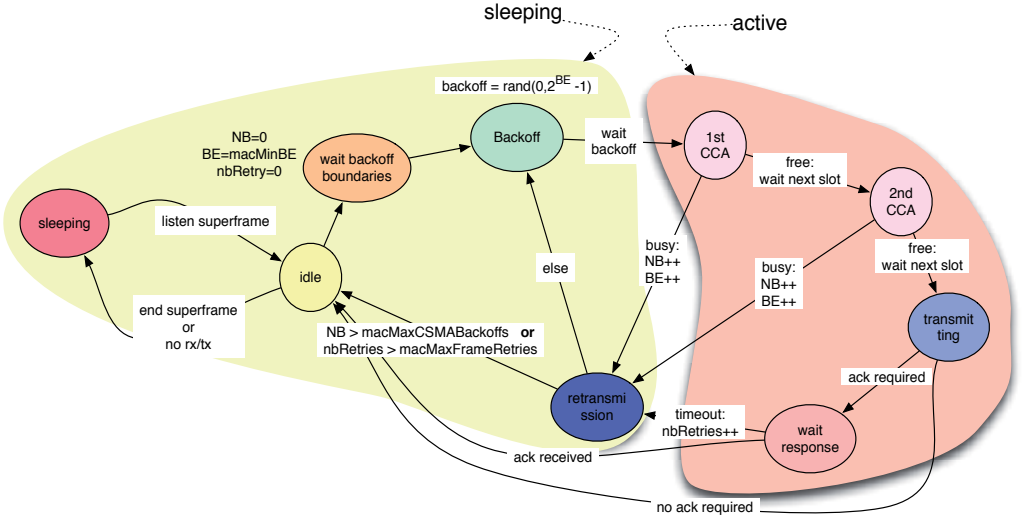 sleeping
active
backoff = rand(0,2^BE -1)
NB=0
BE=macMinBE
nbRetry=0
wait backoff
boundaries
Backoff
wait
backoff
1st
CCA
free:
wait next slot
2nd
CCA
sleeping
listen superframe
idle
free:
wait next slot
busy:
NB++
BE++
busy:
NB++
BE++
else
end superframe
or
no rx/tx
NB > macMaxCSMABackoffs or
nbRetries > macMaxFrameRetries
transmit
ting
ack required
retransmi
ssion
timeout:
nbRetries++
wait
response
ack received
no ack required